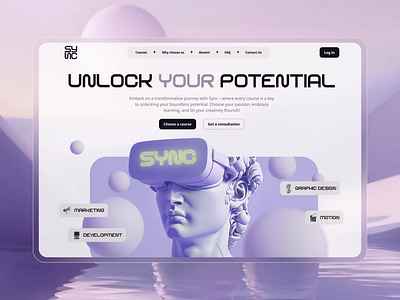 SY
NC
Courses
Why choose us
Alumni
FAQ
Contact Us
Log in
UNLOCK YOUR POTENTIAL
Embark on a transformative journey with Sync – where every course is a key
to unlocking your boundless potential. Choose your passion, embrace
learning, and let your creativity flourish!
Choose a course
Get a consultation
SYNC
GRAPHIC DESIGN
MARKETING
MOTION
DEVELOPMENT